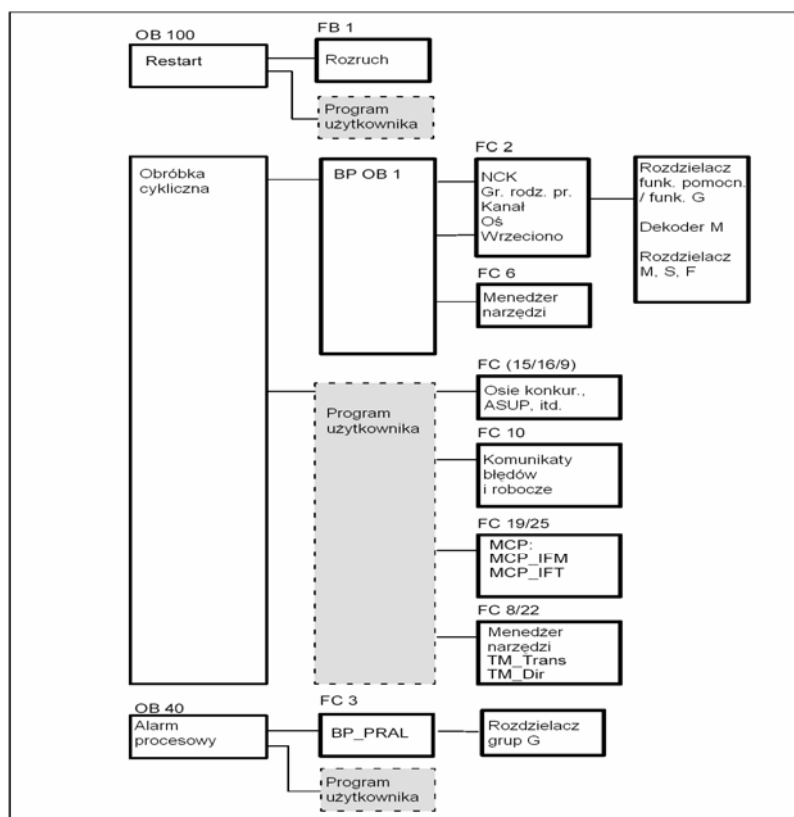 OB 100
Restart
FB 1
Rozruch
Program
użytkownika
Obróbka
cykliczna
BP OB 1
FC 2
NCK
Gr. rodz. pr.
Kanał
Oś
Wrzeciono
Rozdzielacz
funk. pomocn.
/ funk. G
Dekoder M
Rozdzielacz
M, S, F
FC 6
Menedżer
narzędzi
Program
użytkownika
FC (15/16/9)
Osie konkur.,
ASUP, itd.
FC 10
Komunikaty
błędów
i robocze
FC 19/25
MCP:
MCP_IFM
MCP_IFT
FC 8/22
Menedżer
narzędzi
TM_Trans
TM_Dir
OB 40
Alarm
procesowy
FC 3
BP_PRAL
Rozdzielacz
grup G
Program
użytkownika